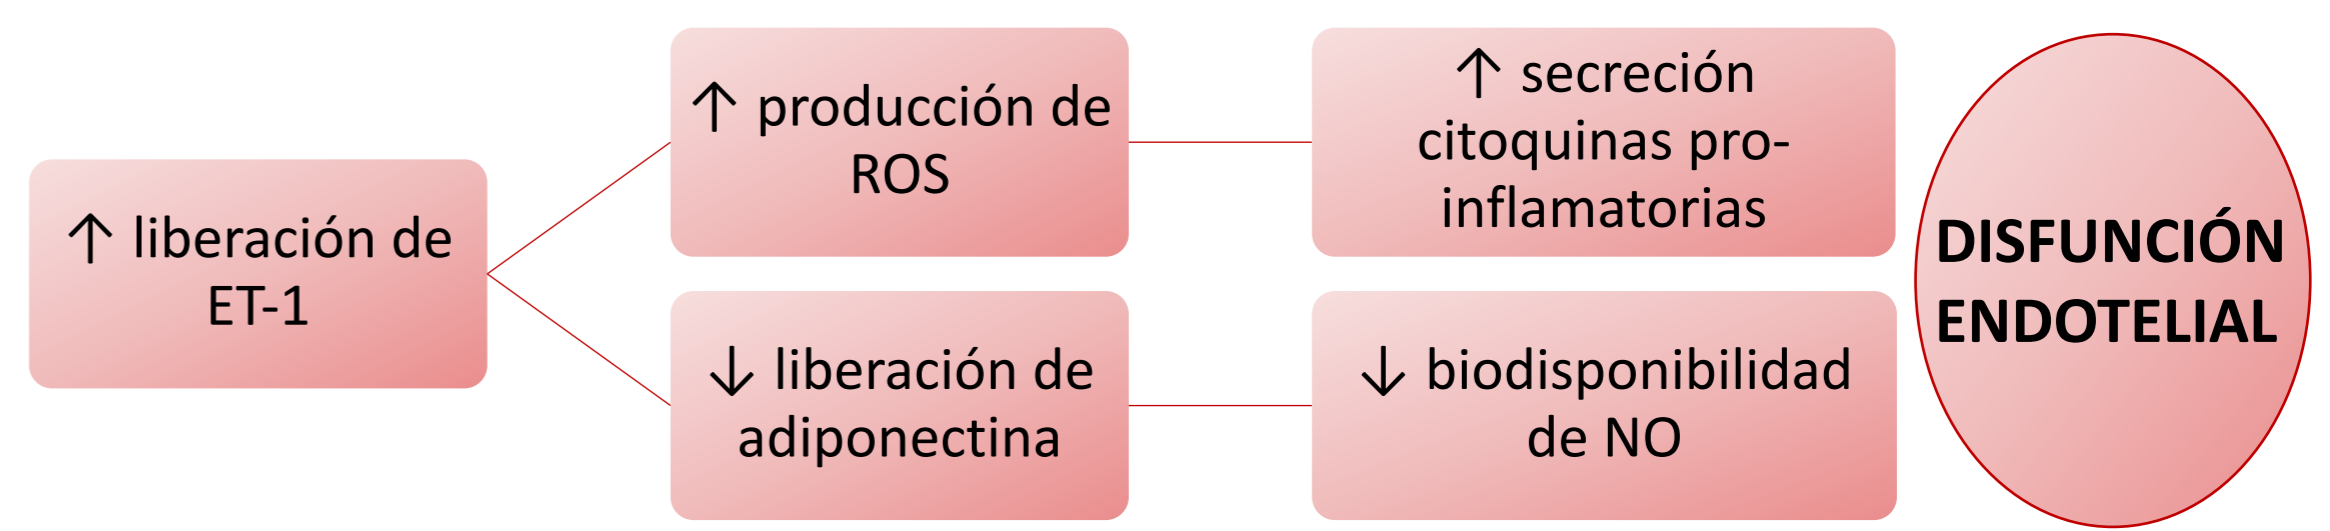 ↑ liberación de
ET-1
↑ producción de
ROS
↓ liberación de
adiponectina
↑ secreción
citoquinas pro-
inflamatorias
↓ biodisponibilidad
de NO
DISFUNCIÓN
ENDOTELIAL